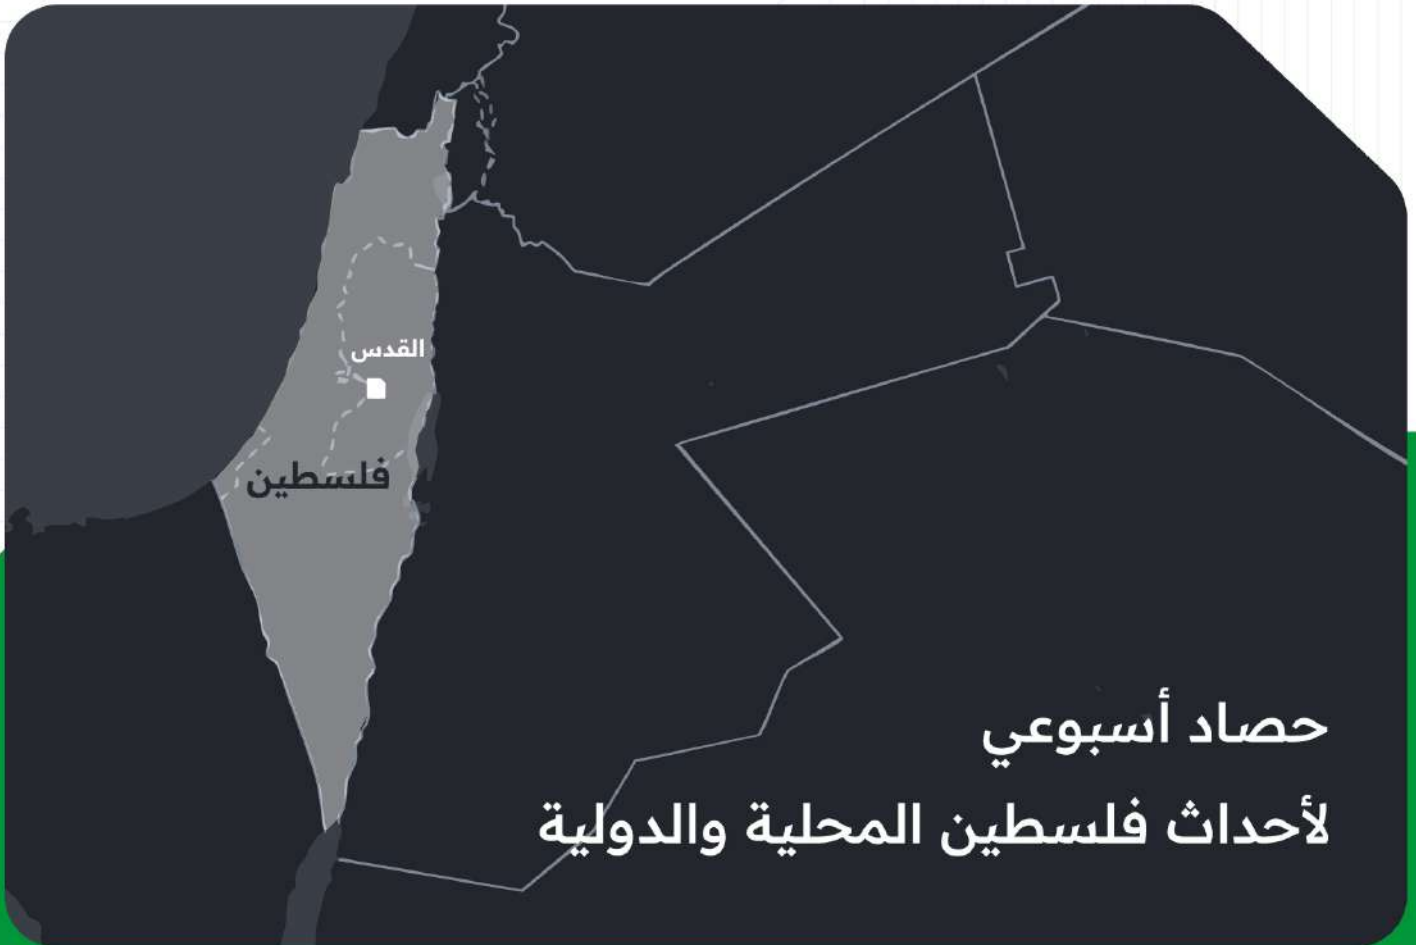 القدس
فلسطين
حصاد أسبوعي
لأحداث فلسطين المحلية والدولية